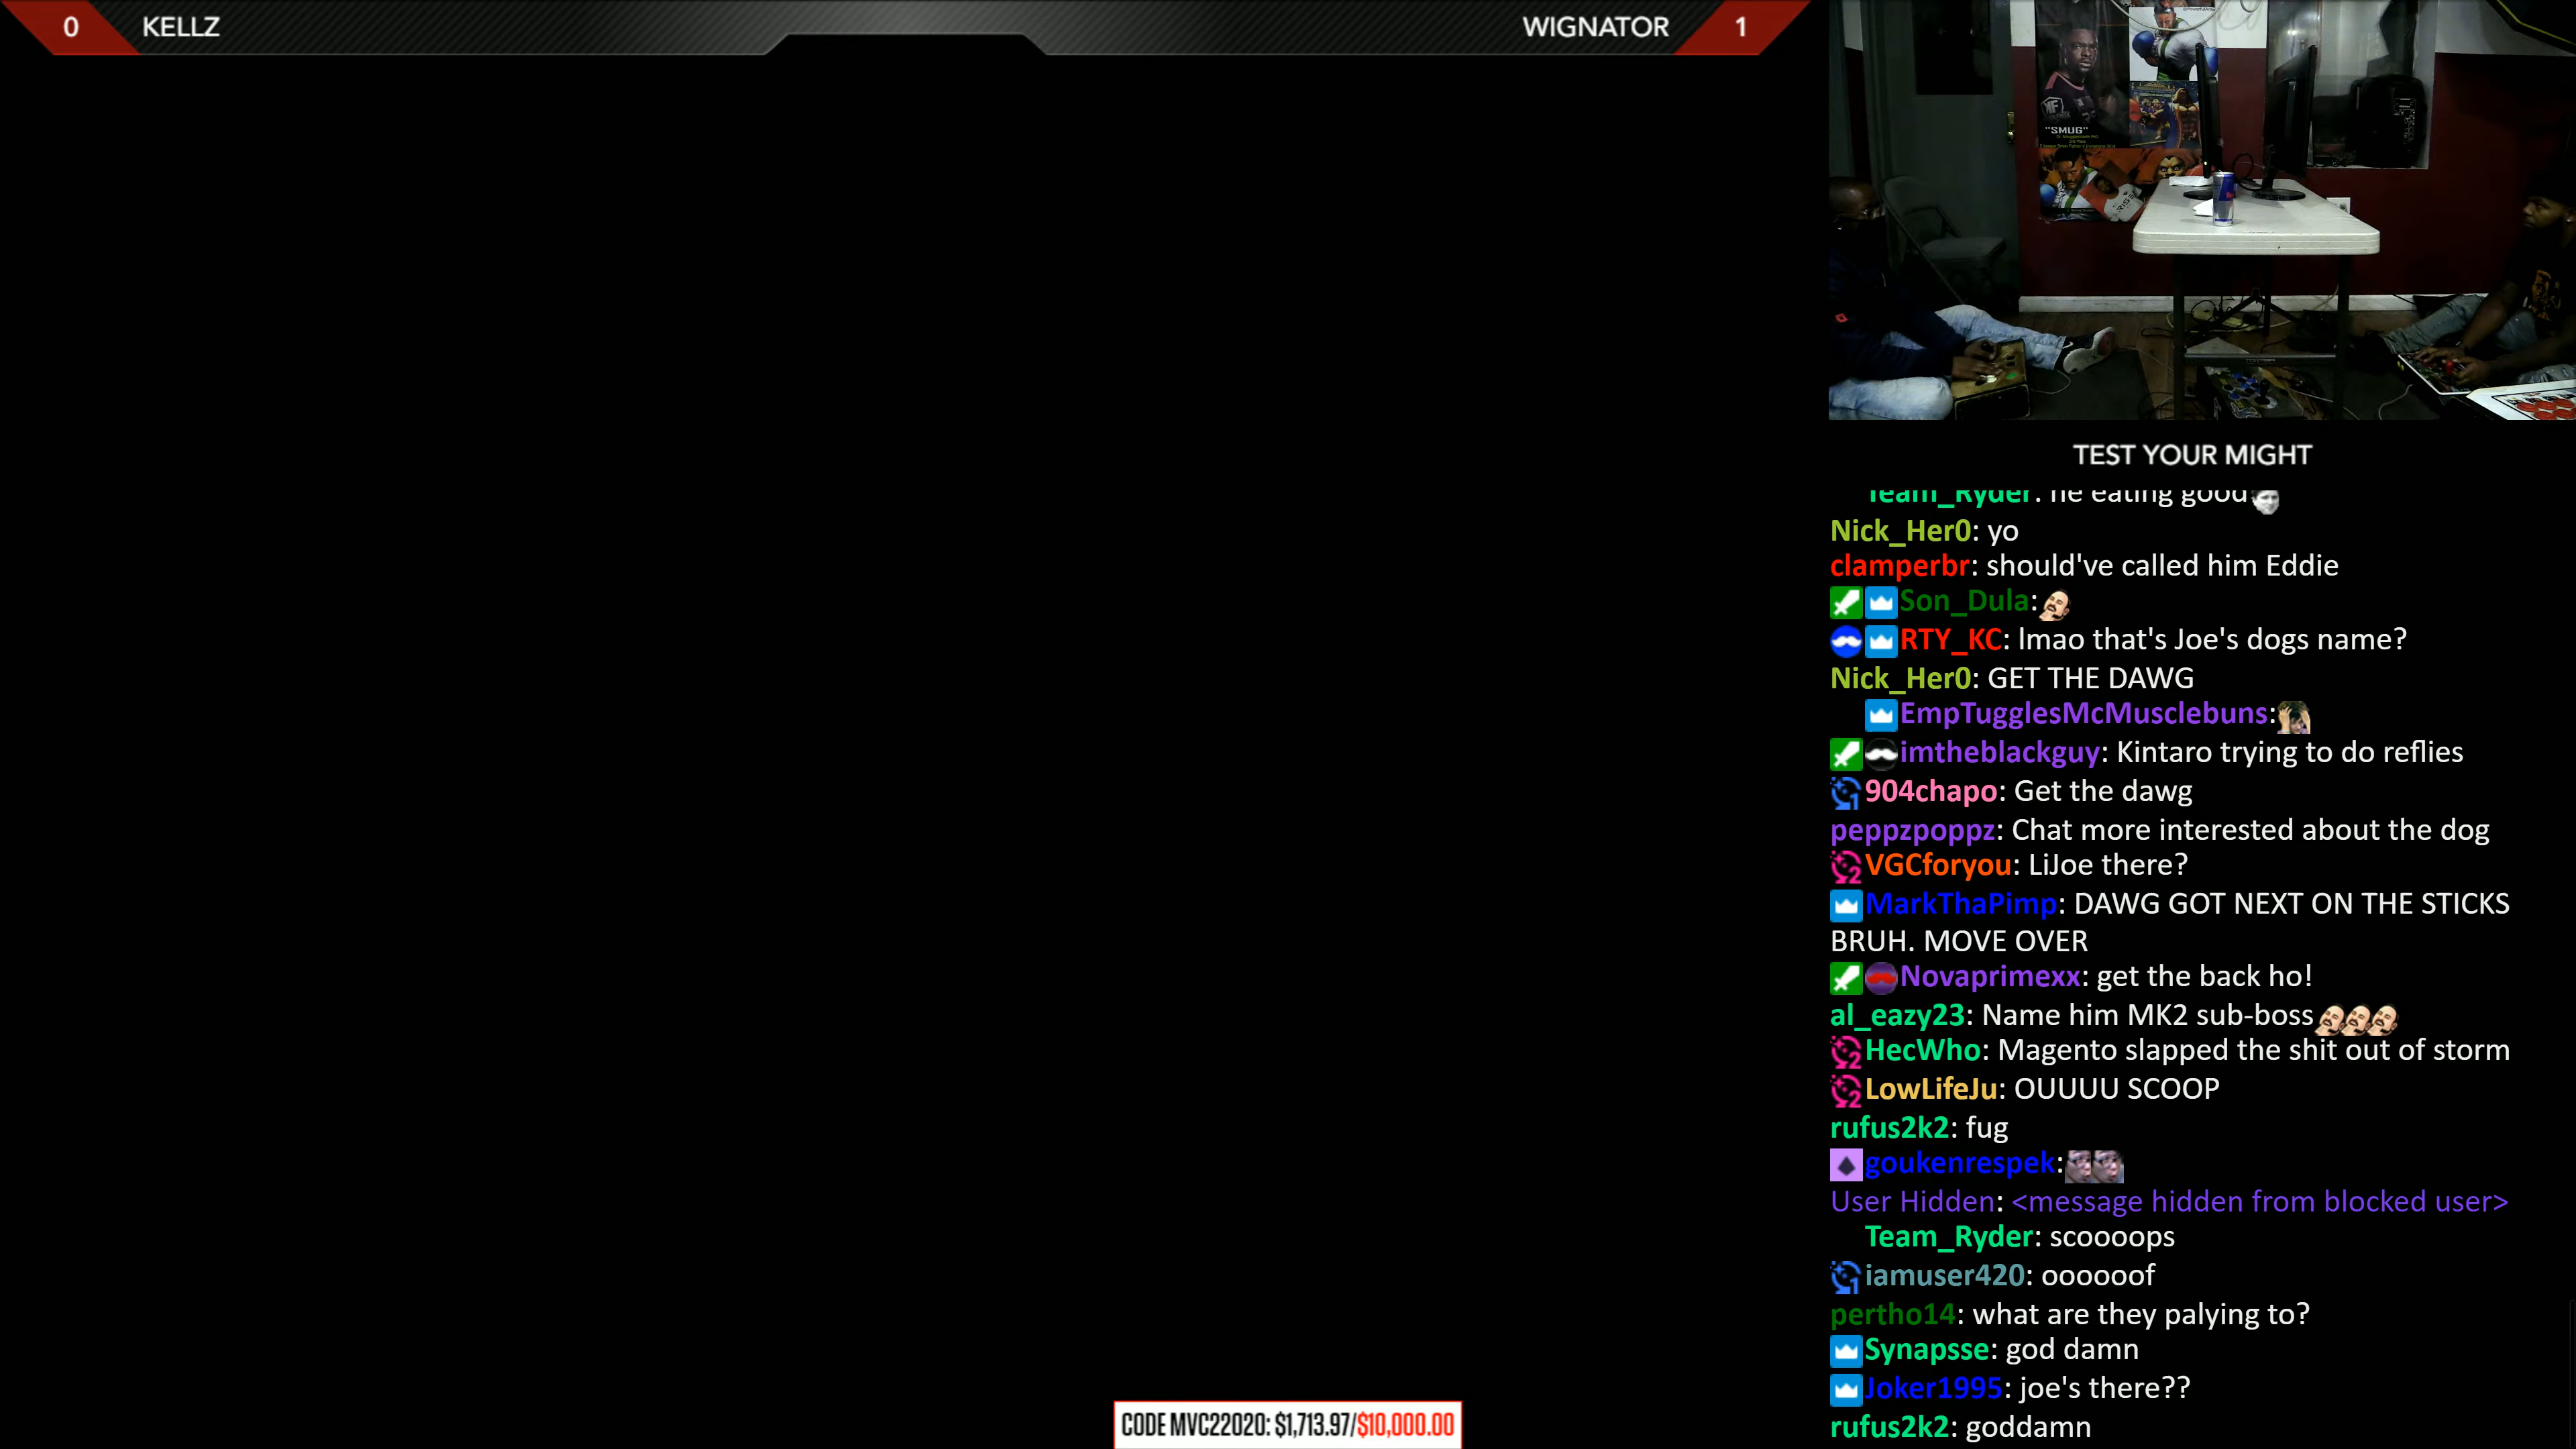 0 KELLZ WIGNATOR 1
"SMUG"
TEST YOUR MIGHT
Team_Ryder: he eating good
Nick_Her0: yo
clamperbr: should've called him Eddie
Son_Dula:
RTY_KC: lmao that's Joe's dogs name?
Nick_Her0: GET THE DAWG
EmpTugglesMcMusclebuns:
imtheblackguy: Kintaro trying to do reflies
904chapo: Get the dawg
peppzpoppz: Chat more interested about the dog
VGCforyou: LiJoe there?
MarkThaPimp: DAWG GOT NEXT ON THE STICKS
BRUH. MOVE OVER
Novaprimexx: get the back ho!
al_eazy23: Name him MK2 sub-boss
HecWho: Magento slapped the shit out of storm
LowLifeJu: OUUUU SCOOP
rufus2k2: fug
goukenrespek:
User Hidden: <message hidden from blocked user>
Team_Ryder: scoooops
iamuser420: oooooof
pertho14: what are they palying to?
Synapsse: god damn
Joker1995: joe's there??
rufus2k2: goddamn
CODE MVC22020: $1,713.97/$10,000.00